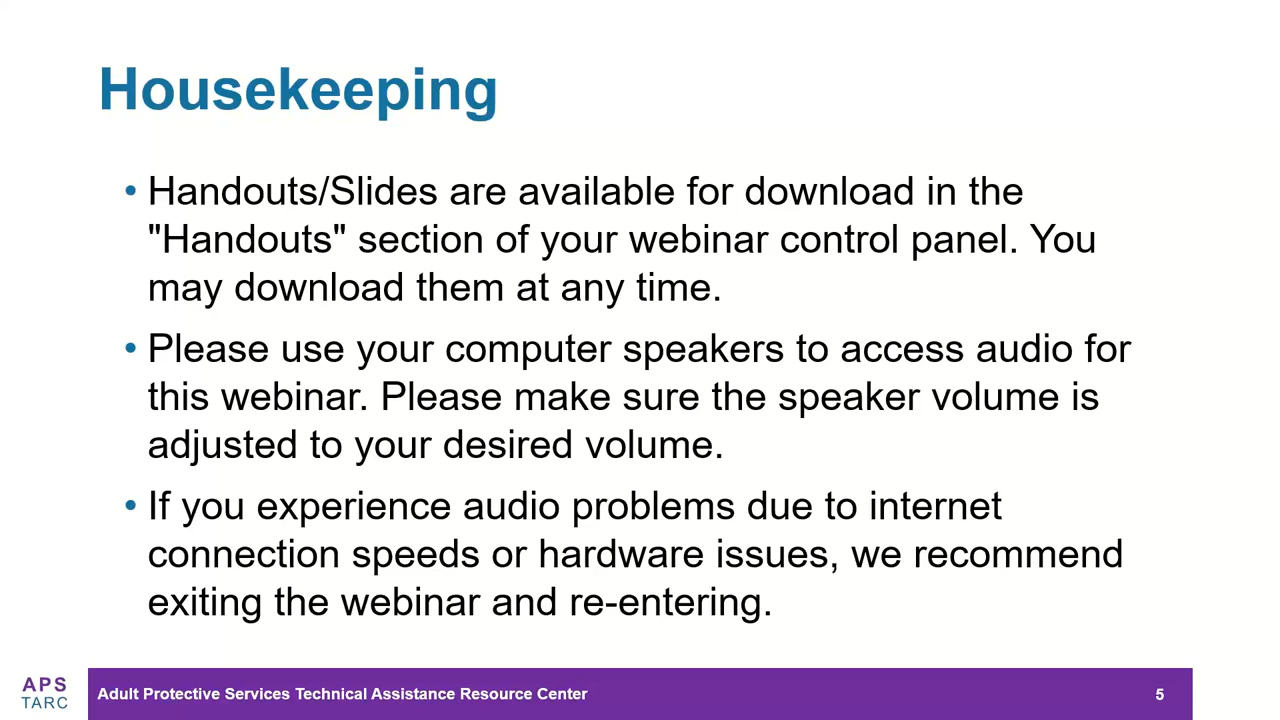 Housekeeping
• Handouts/Slides are available for download in the
"Handouts" section of your webinar control panel. You
may download them at any time.
• Please use your computer speakers to access audio for
this webinar. Please make sure the speaker volume is
adjusted to your desired volume.
• If you experience audio problems due to internet
connection speeds or hardware issues, we recommend
exiting the webinar and re-entering.
APS
TARC
Adult Protective Services Technical Assistance Resource Center
5